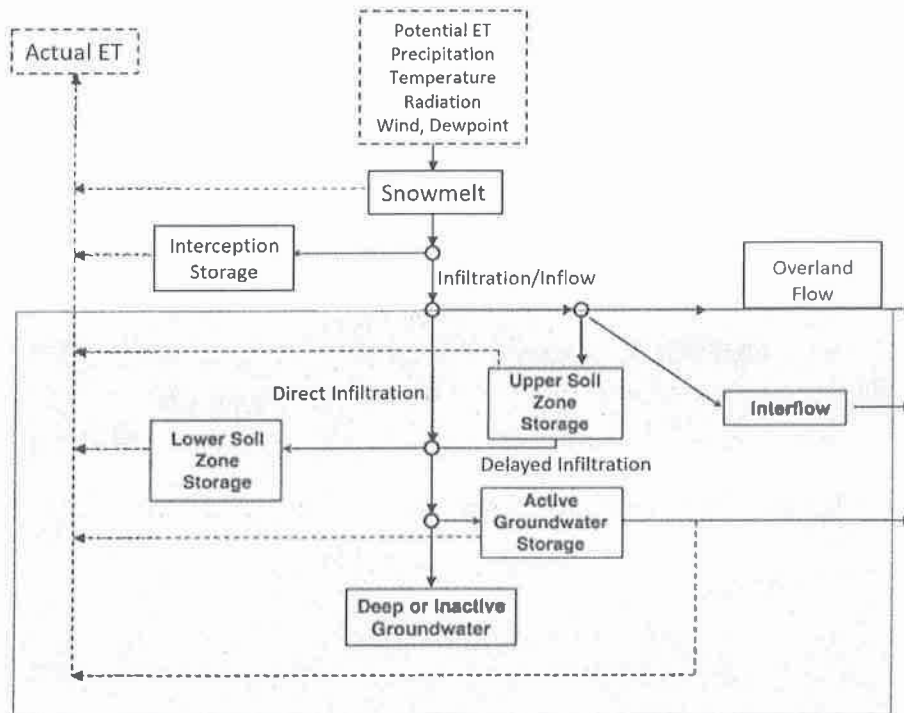 Actual ET
Potential ET
Precipitation
Temperature
Radiation
Wind, Dewpoint
Snowmelt
Interception
Storage
Infiltration/Inflow
Overland
Flow
Direct Infiltration
Upper Soil
Zone
Storage
Interflow
Lower Soil
Zone
Storage
Delayed Infiltration
Active
Groundwater
Storage
Deep or Inactive
Groundwater